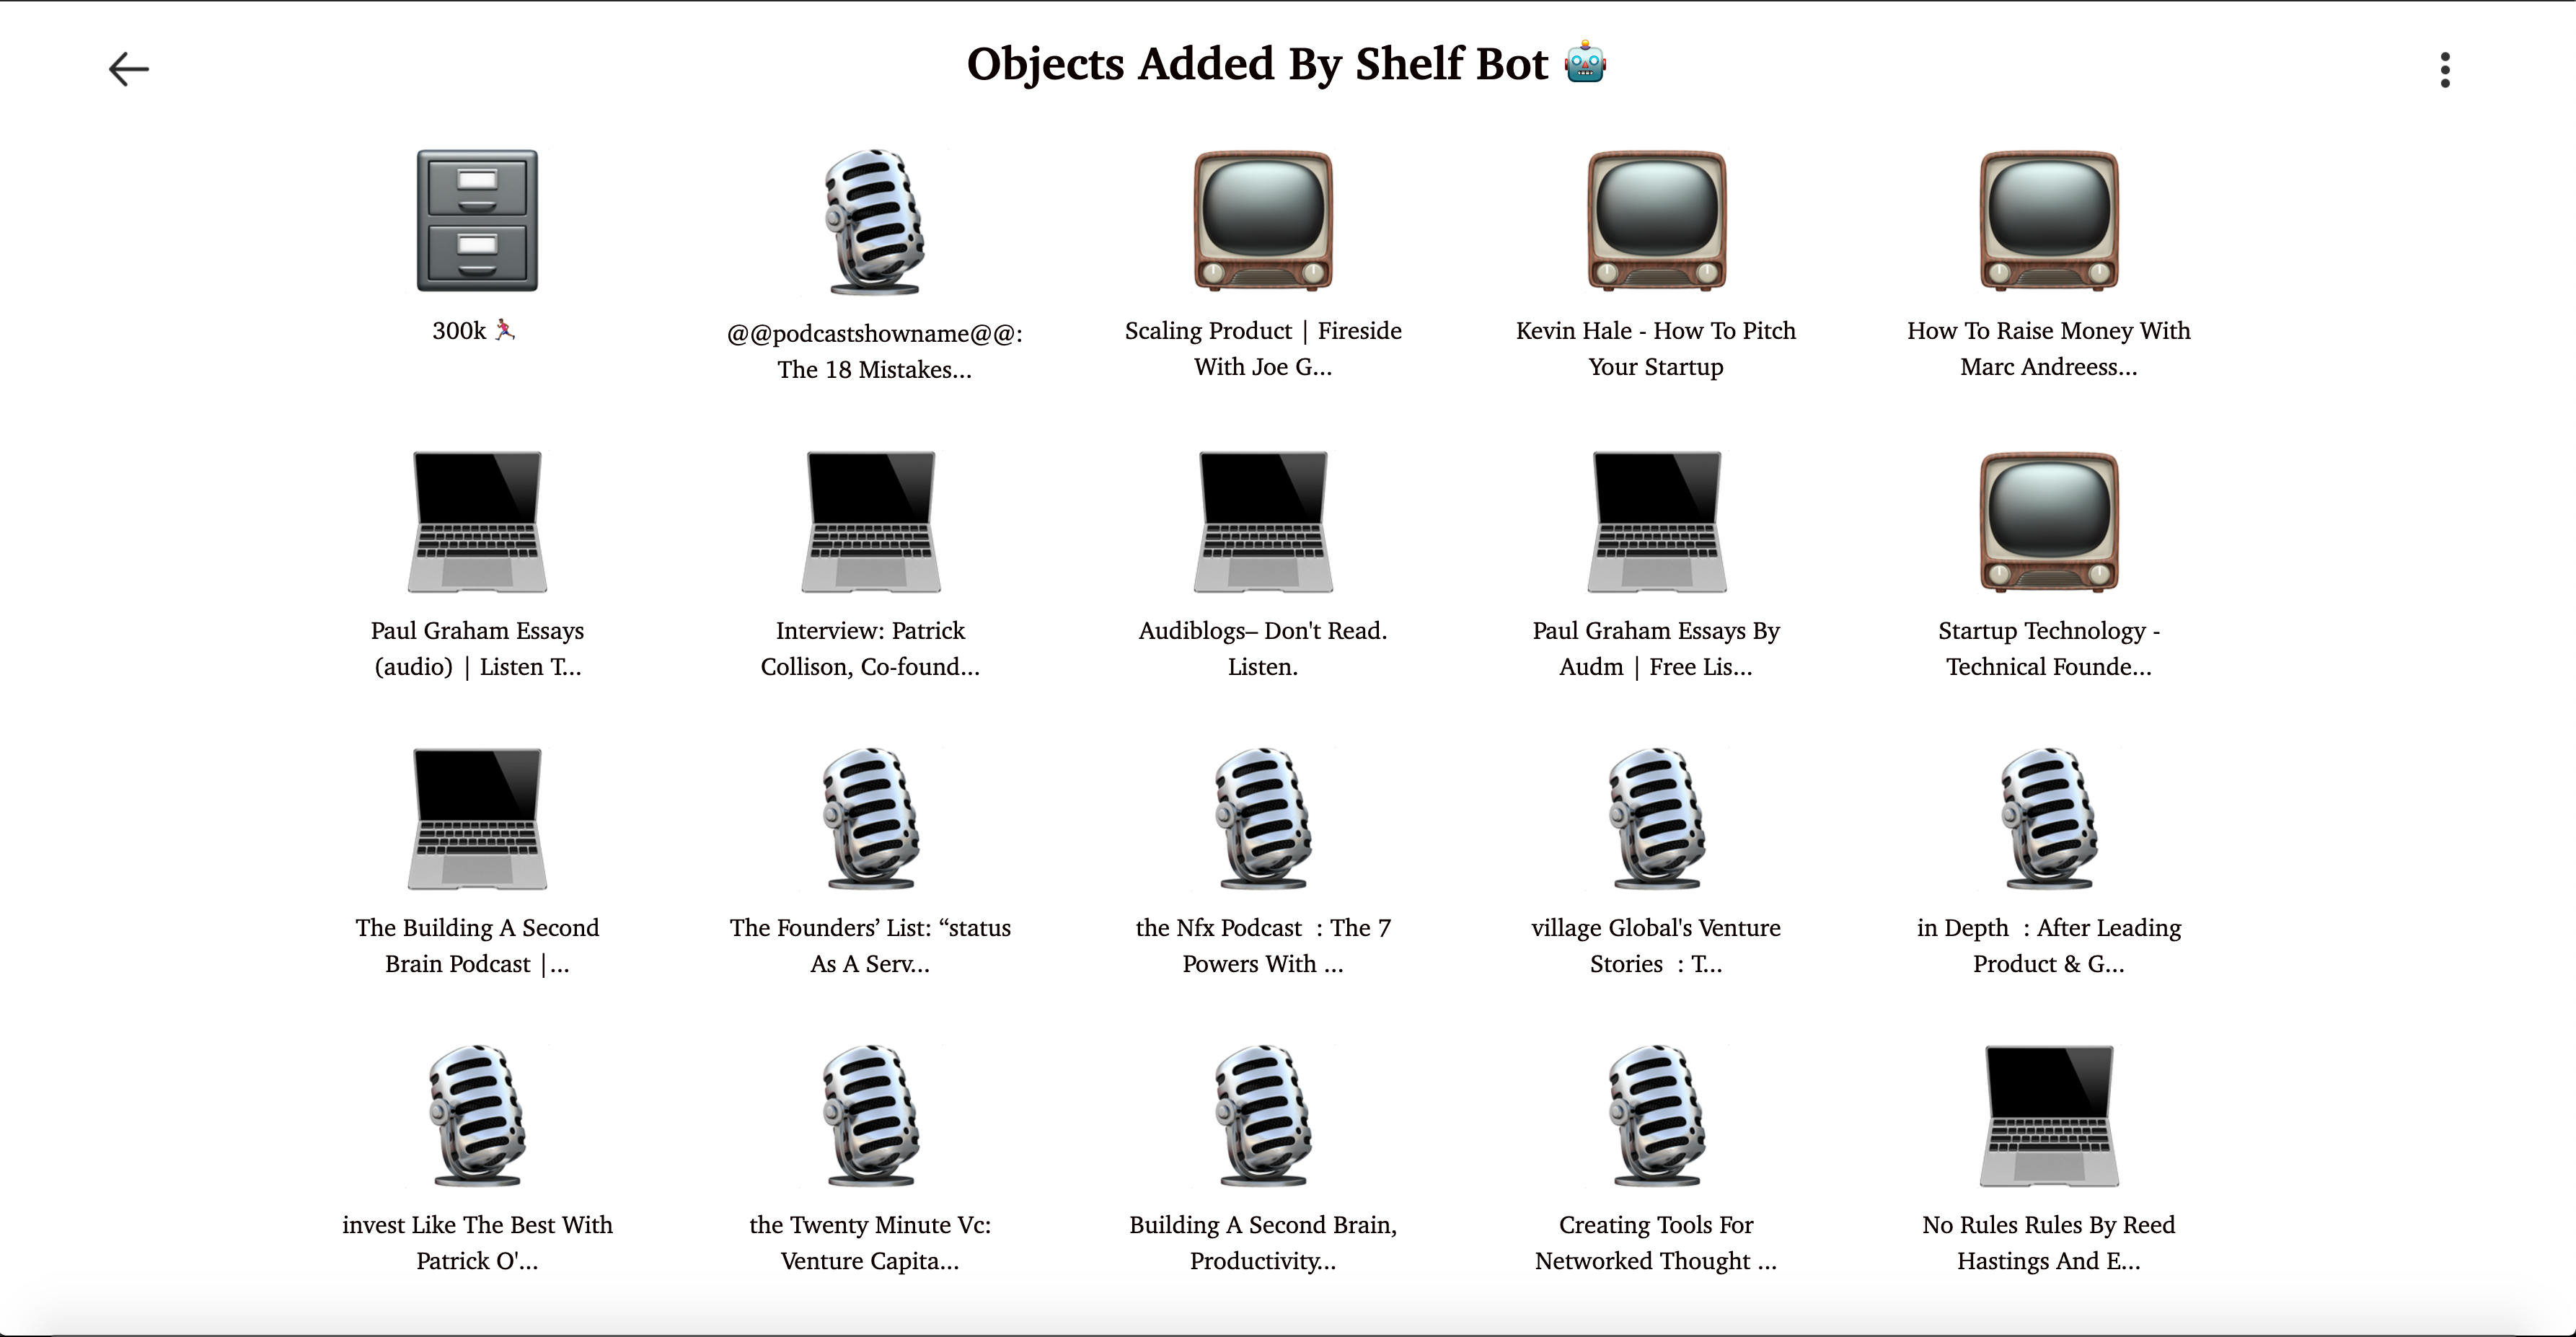 Objects Added By Shelf Bot 🤖
300k 🏃🏽‍♀️
@@podcastshowname@@:
The 18 Mistakes...
Scaling Product | Fireside
With Joe G...
Kevin Hale - How To Pitch
Your Startup
How To Raise Money With
Marc Andreess...
Paul Graham Essays
(audio) | Listen T...
Interview: Patrick
Collison, Co-found...
Audiblogs– Don't Read.
Listen.
Paul Graham Essays By
Audm | Free Lis...
Startup Technology -
Technical Founde...
The Building A Second
Brain Podcast |...
The Founders’ List: “status
As A Serv...
the Nfx Podcast  : The 7
Powers With ...
village Global's Venture
Stories  : T...
in Depth  : After Leading
Product & G...
invest Like The Best With
Patrick O'...
the Twenty Minute Vc:
Venture Capita...
Building A Second Brain,
Productivity...
Creating Tools For
Networked Thought ...
No Rules Rules By Reed
Hastings And E...